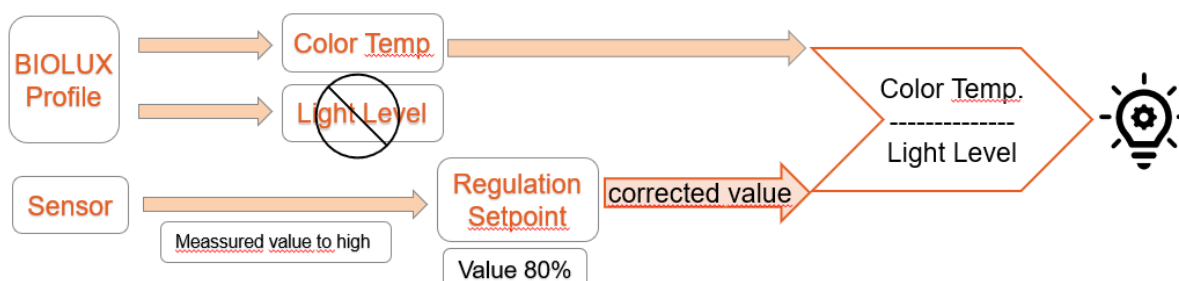 BIOLUX
Profile
Color Temp
Light Level
Color Temp.
--------------
Light Level
Sensor
Meassured value to high
Regulation
Setpoint
Value 80%
corrected value